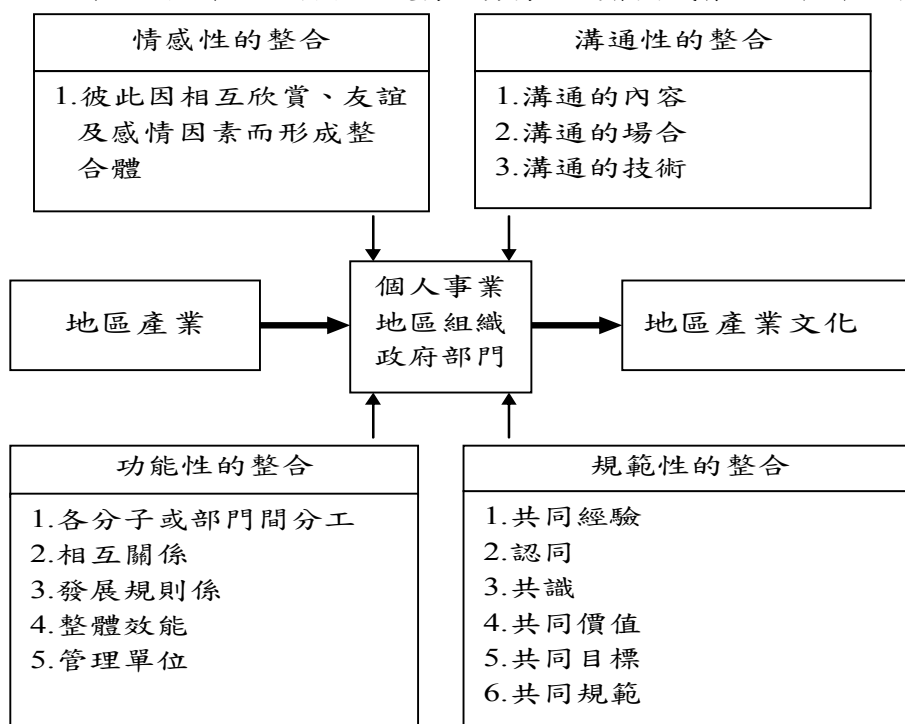 情感性的整合
1.彼此因相互欣賞、友誼
及感情因素而形成整
合體
溝通性的整合
1.溝通的內容
2.溝通的場合
3.溝通的技術
地區產業
個人事業
地區組織
政府部門
地區產業文化
功能性的整合
1.各分子或部門間分工
2.相互關係
3.發展規則係
4.整體效能
5.管理單位
規範性的整合
1.共同經驗
2.認同
3.共識
4.共同價值
5.共同目標
6.共同規範